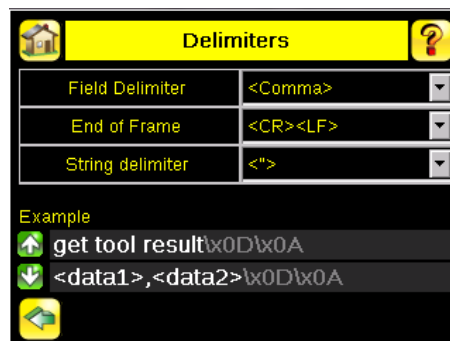 Delimiters
?
Field Delimiter <Comma>
End of Frame <CR><LF>
String delimiter <">
Example
get tool result\x0D\x0A
<data1>,<data2>\x0D\x0A